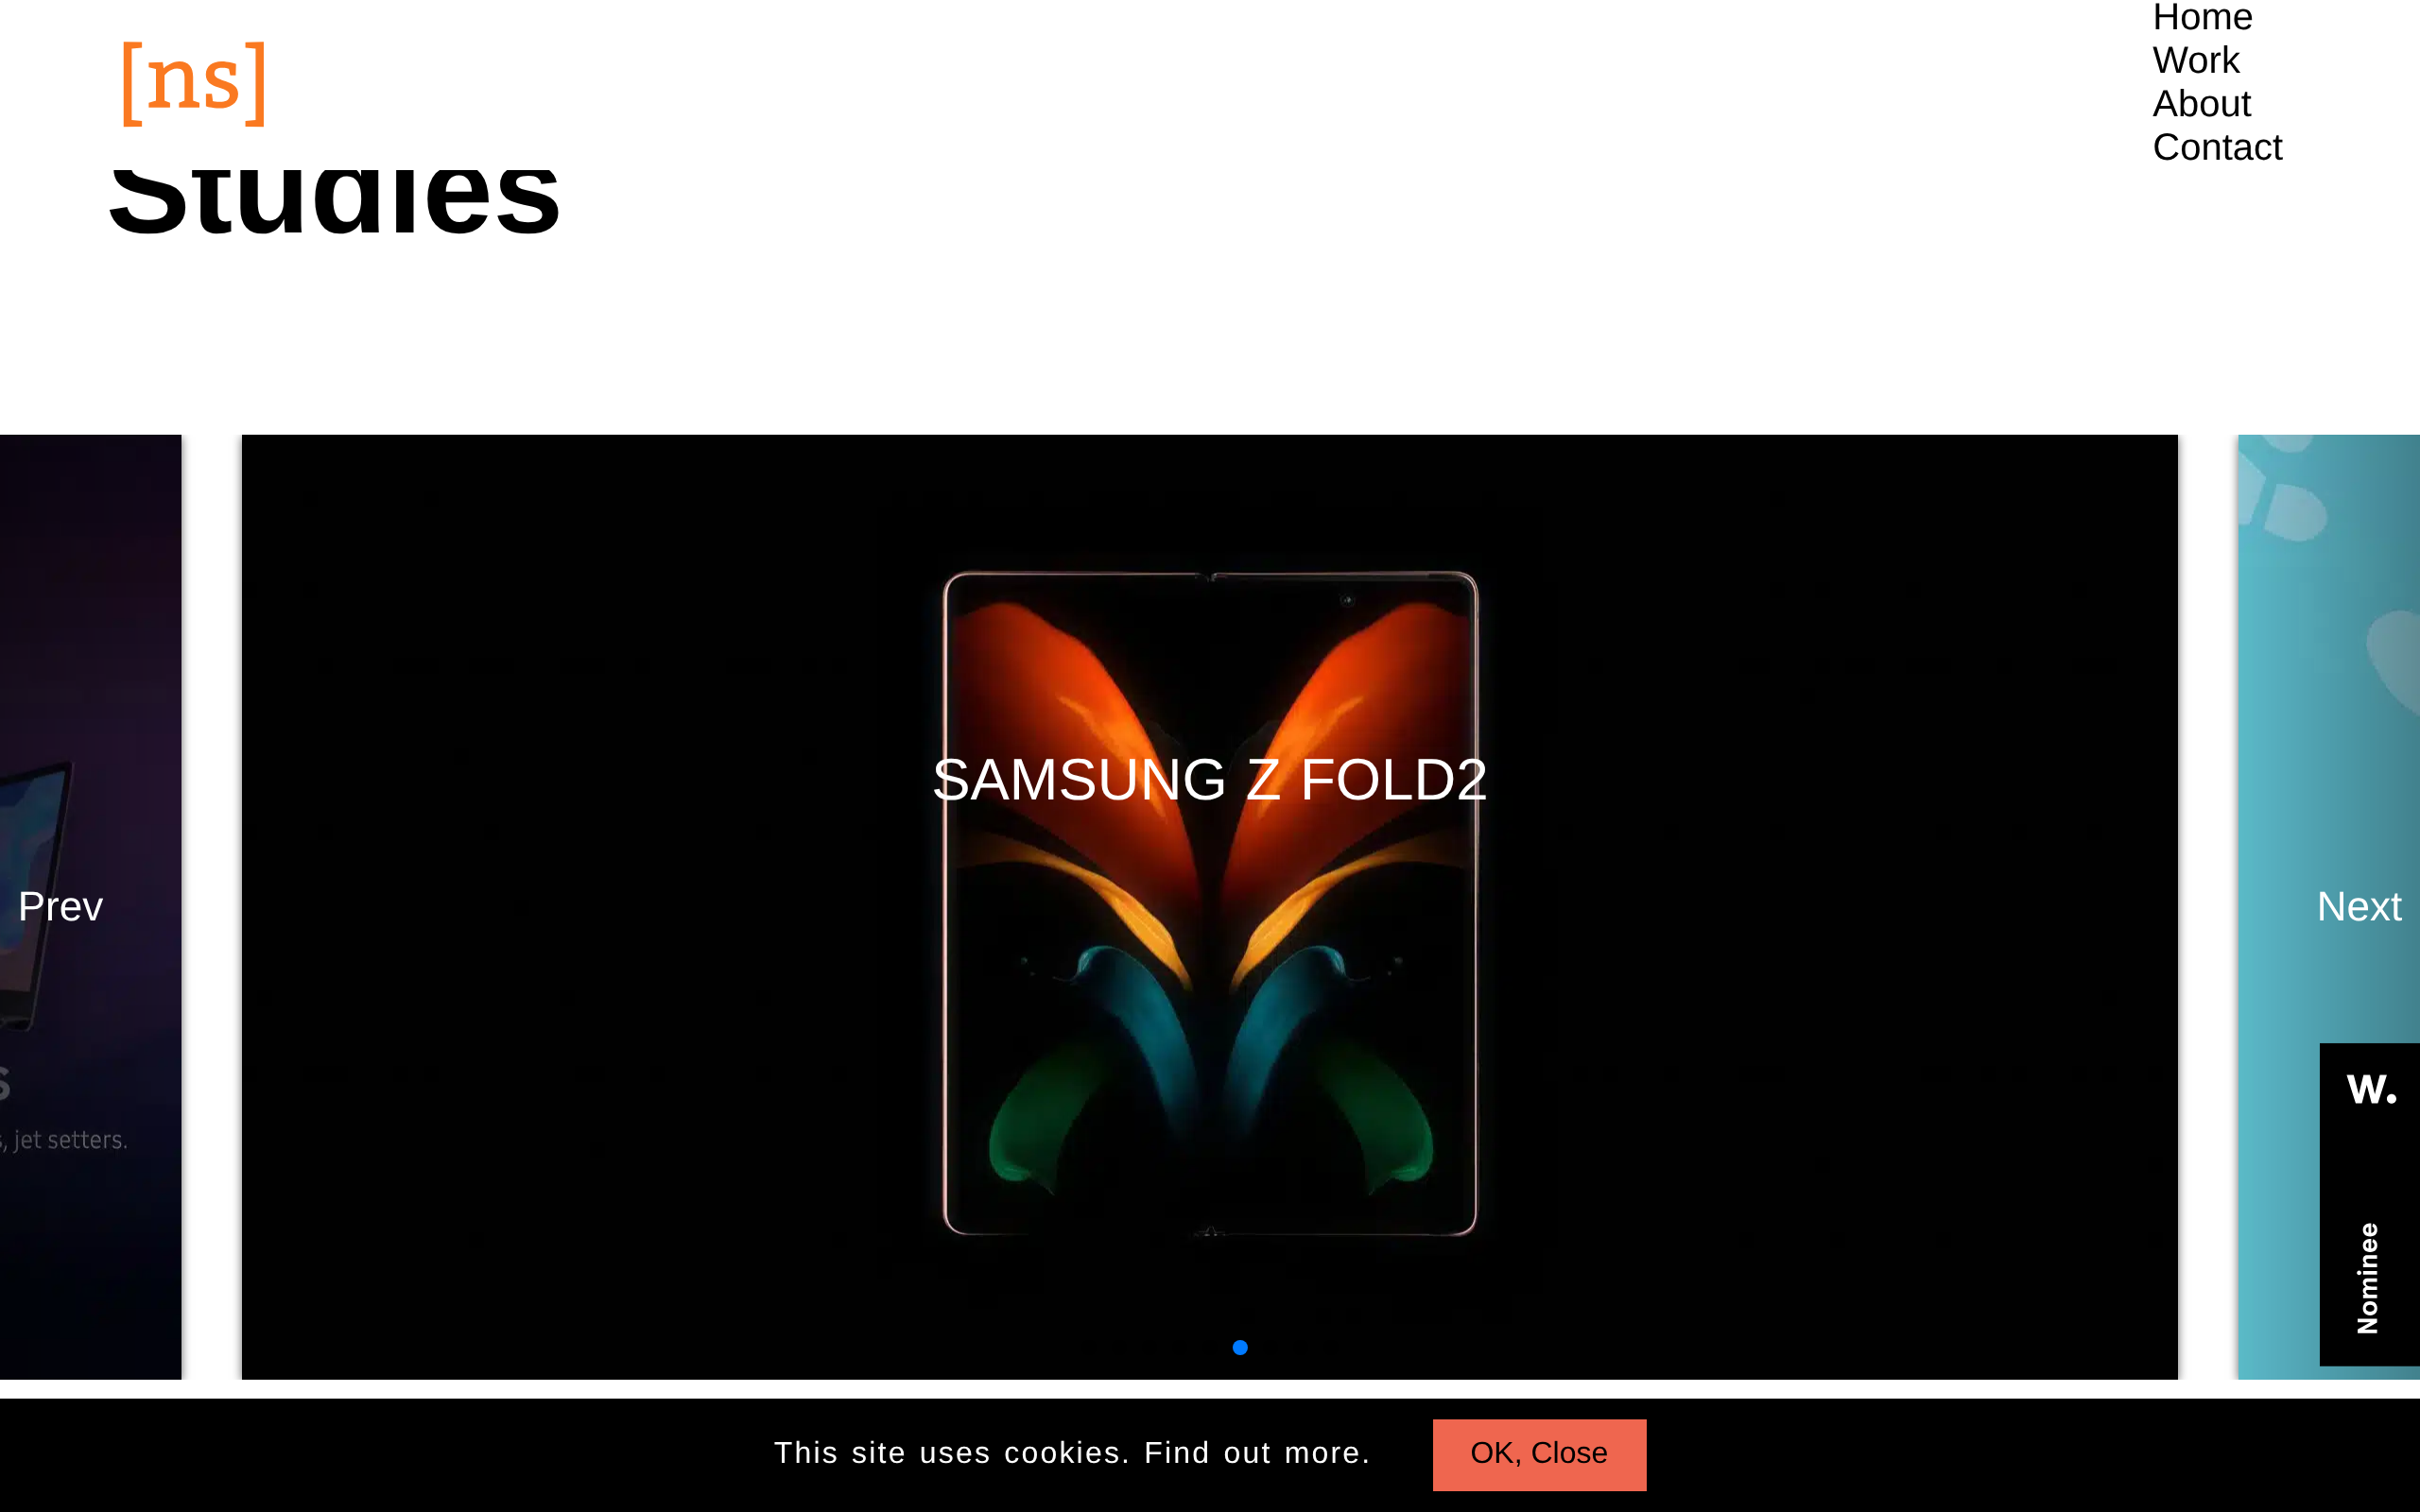 [ns]
Home
Work
About
Contact
Studies
SAMSUNG Z FOLD2
Prev
Next
s
s, jet setters.
W.
Nominee
This site uses cookies. Find out more.
OK, Close